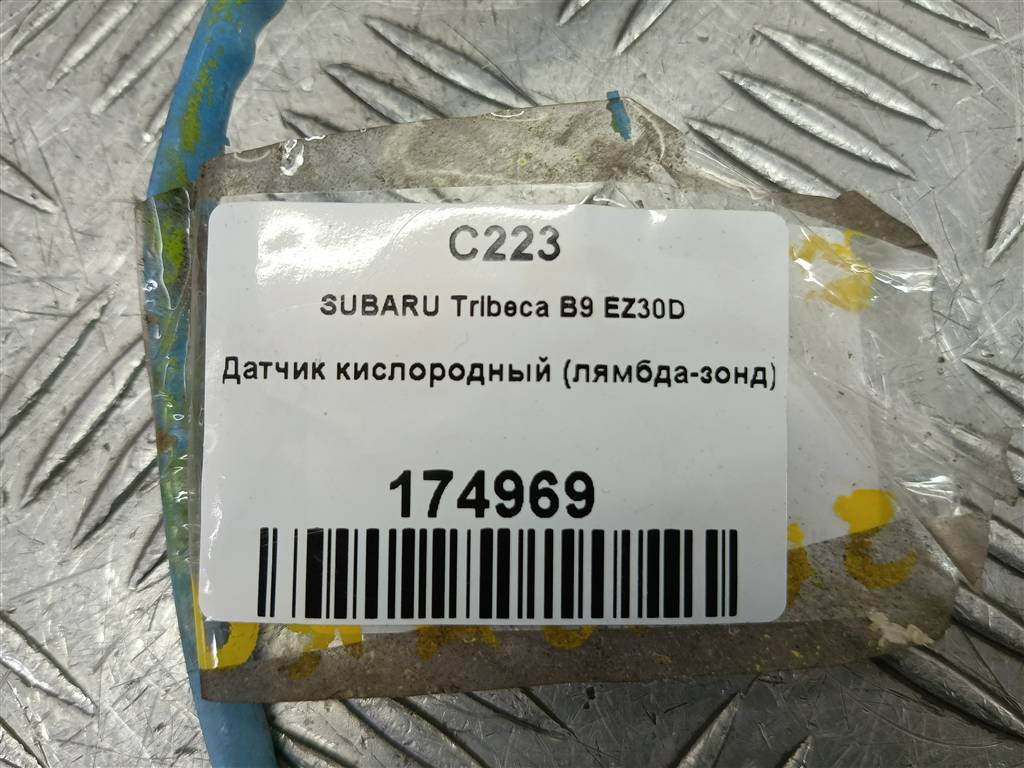 C223
SUBARU Tribeca B9 EZ30D
Датчик кислородный (лямбда-зонд)
174969